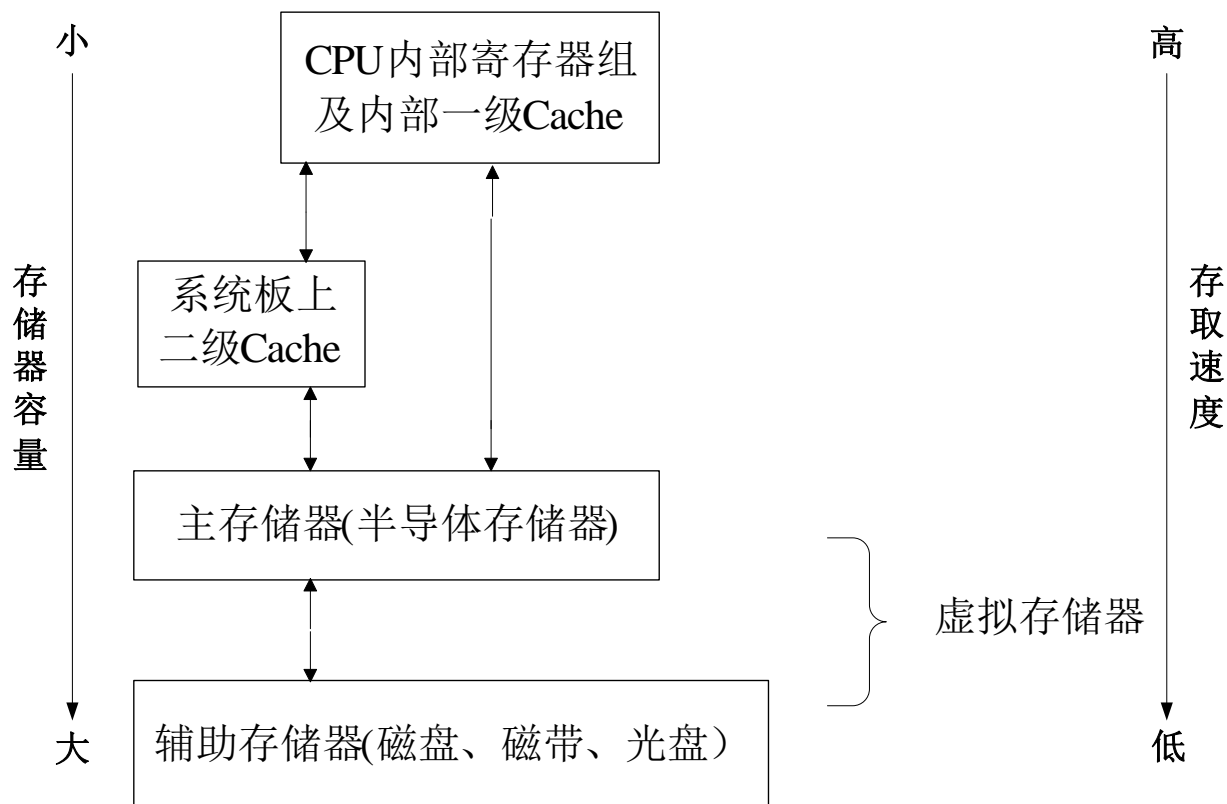 小
高
CPU内部寄存器组
及内部一级Cache
存储器容量
系统板上
二级Cache
存取速度
主存储器(半导体存储器)
虚拟存储器
辅助存储器(磁盘、磁带、光盘）
大
低